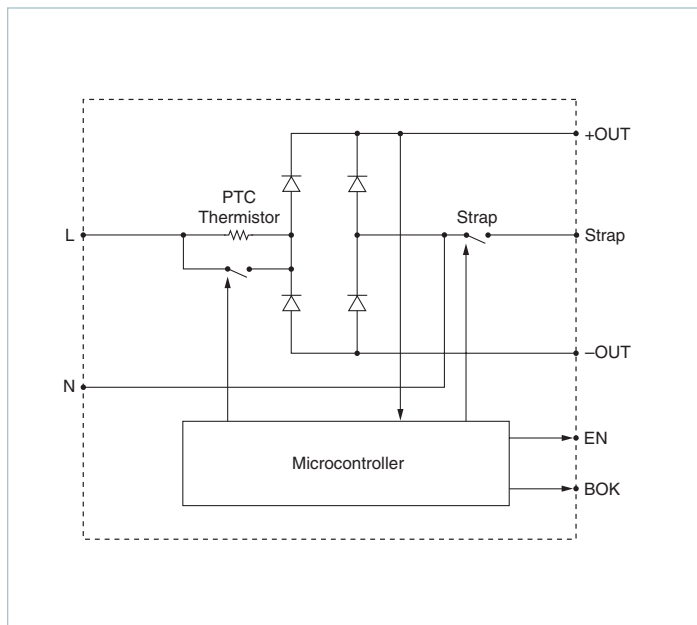 +OUT
PTC
Thermistor
Strap
L
Strap
–OUT
N
EN
Microcontroller
BOK